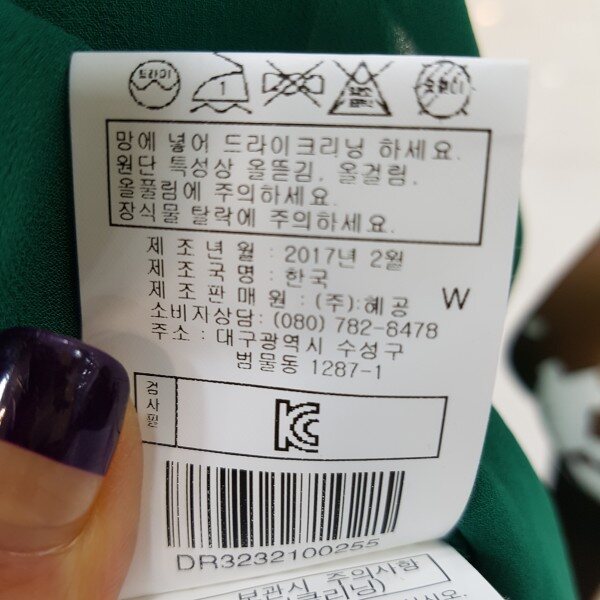 1
망에 넣어 드라이크리닝 하세요.
원단 특성상 올뜯김, 올걸림,
올풀림에 주의하세요.
장식물 탈락에 주의하세요.
제 조 년 월 : 2017년 2월
제 조 국 명 : 한국
제 조 판 매 원 : (주):혜 공
W
소비자상담: (080) 782-8478
주소 : 대구광역시 수성구
범물동 1287-1
검사필
KC
DR3232100255
보관시 주의사항